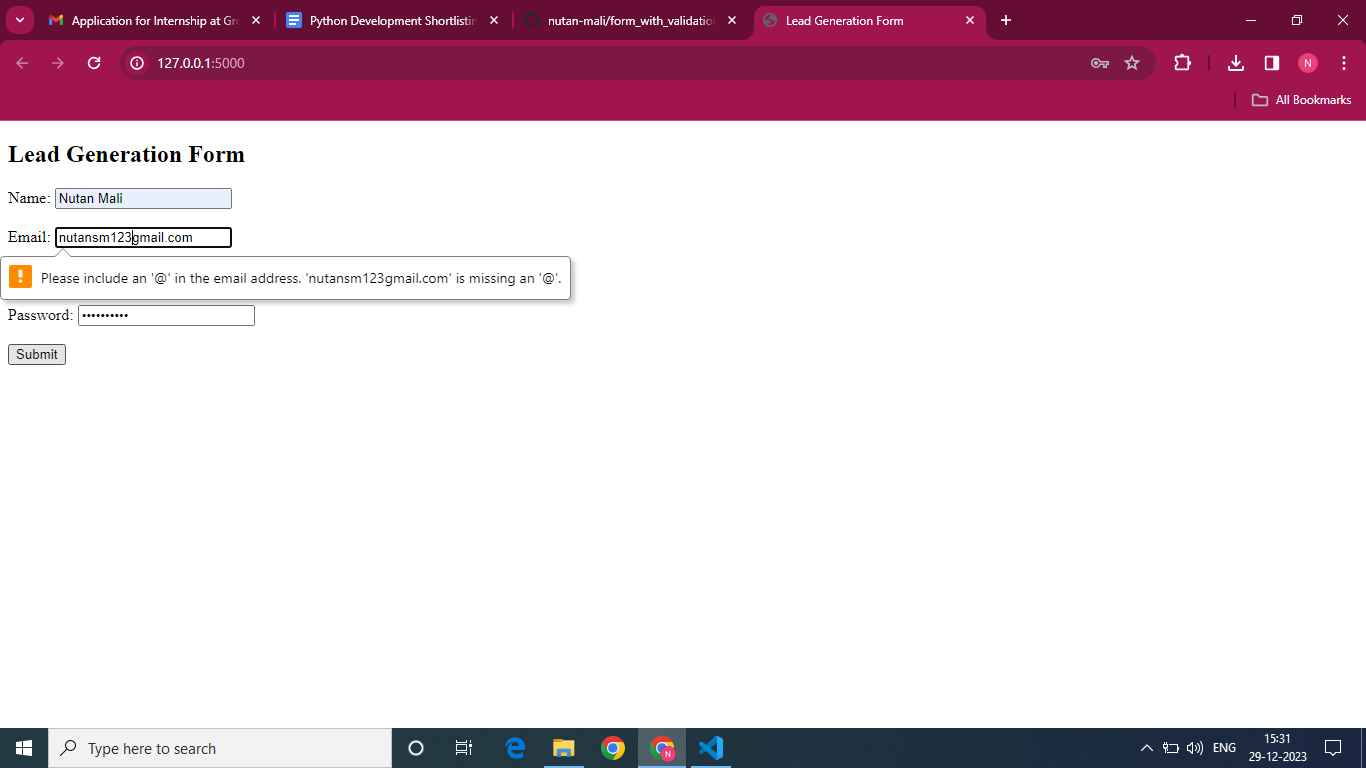 Application for Internship at Gr
Python Development Shortlistin
nutan-mali/form_with_validation
Lead Generation Form
127.0.0.1:5000
N
All Bookmarks
Lead Generation Form
Name: Nutan Mali
Email: nutansm123gmail.com
! Please include an '@' in the email address. 'nutansm123gmail.com' is missing an '@'.
Password: ••••••••••
Submit
Type here to search
N
ENG
15:31
29-12-2023